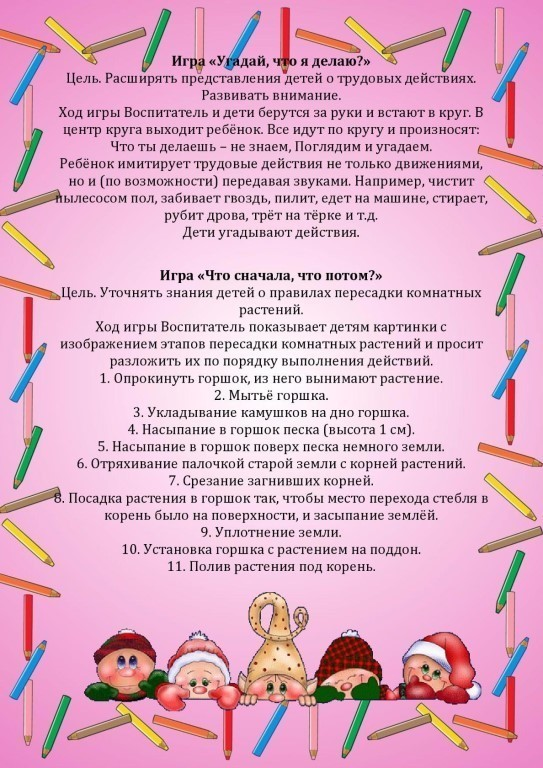 Игра «Угадай, что я делаю?»
Цель. Расширять представления детей о трудовых действиях.
Развивать внимание.
Ход игры Воспитатель и дети берутся за руки и встают в круг. В
центр круга выходит ребёнок. Все идут по кругу и произносят:
Что ты делаешь – не знаем, Поглядим и угадаем.
Ребёнок имитирует трудовые действия не только движениями,
но и (по возможности) передавая звуками. Например, чистит
пылесосом пол, забивает гвоздь, пилит, едет на машине, стирает,
рубит дрова, трёт на тёрке и т.д.
Дети угадывают действия.
Игра «Что сначала, что потом?»
Цель. Уточнять знания детей о правилах пересадки комнатных
растений.
Ход игры Воспитатель показывает детям картинки с
изображением этапов пересадки комнатных растений и просит
разложить их по порядку выполнения действий.
1. Опрокинуть горшок, из него вынимают растение.
2. Мытьё горшка.
3. Укладывание камушков на дно горшка.
4. Насыпание в горшок песка (высота 1 см).
5. Насыпание в горшок поверх песка немного земли.
6. Отряхивание палочкой старой земли с корней растений.
7. Срезание загнивших корней.
8. Посадка растения в горшок так, чтобы место перехода стебля в
корень было на поверхности, и засыпание землёй.
9. Уплотнение земли.
10. Установка горшка с растением на поддон.
11. Полив растения под корень.